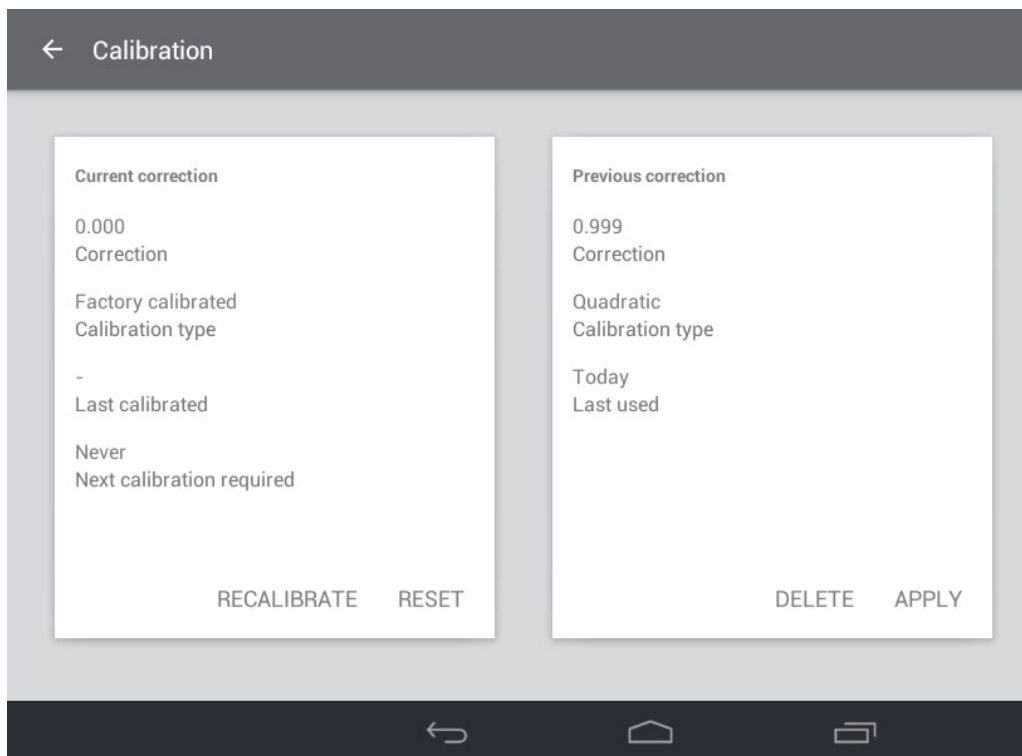 Calibration
Current correction
0.000
Correction
Factory calibrated
Calibration type
-
Last calibrated
Never
Next calibration required
RECALIBRATE RESET
Previous correction
0.999
Correction
Quadratic
Calibration type
Today
Last used
DELETE APPLY